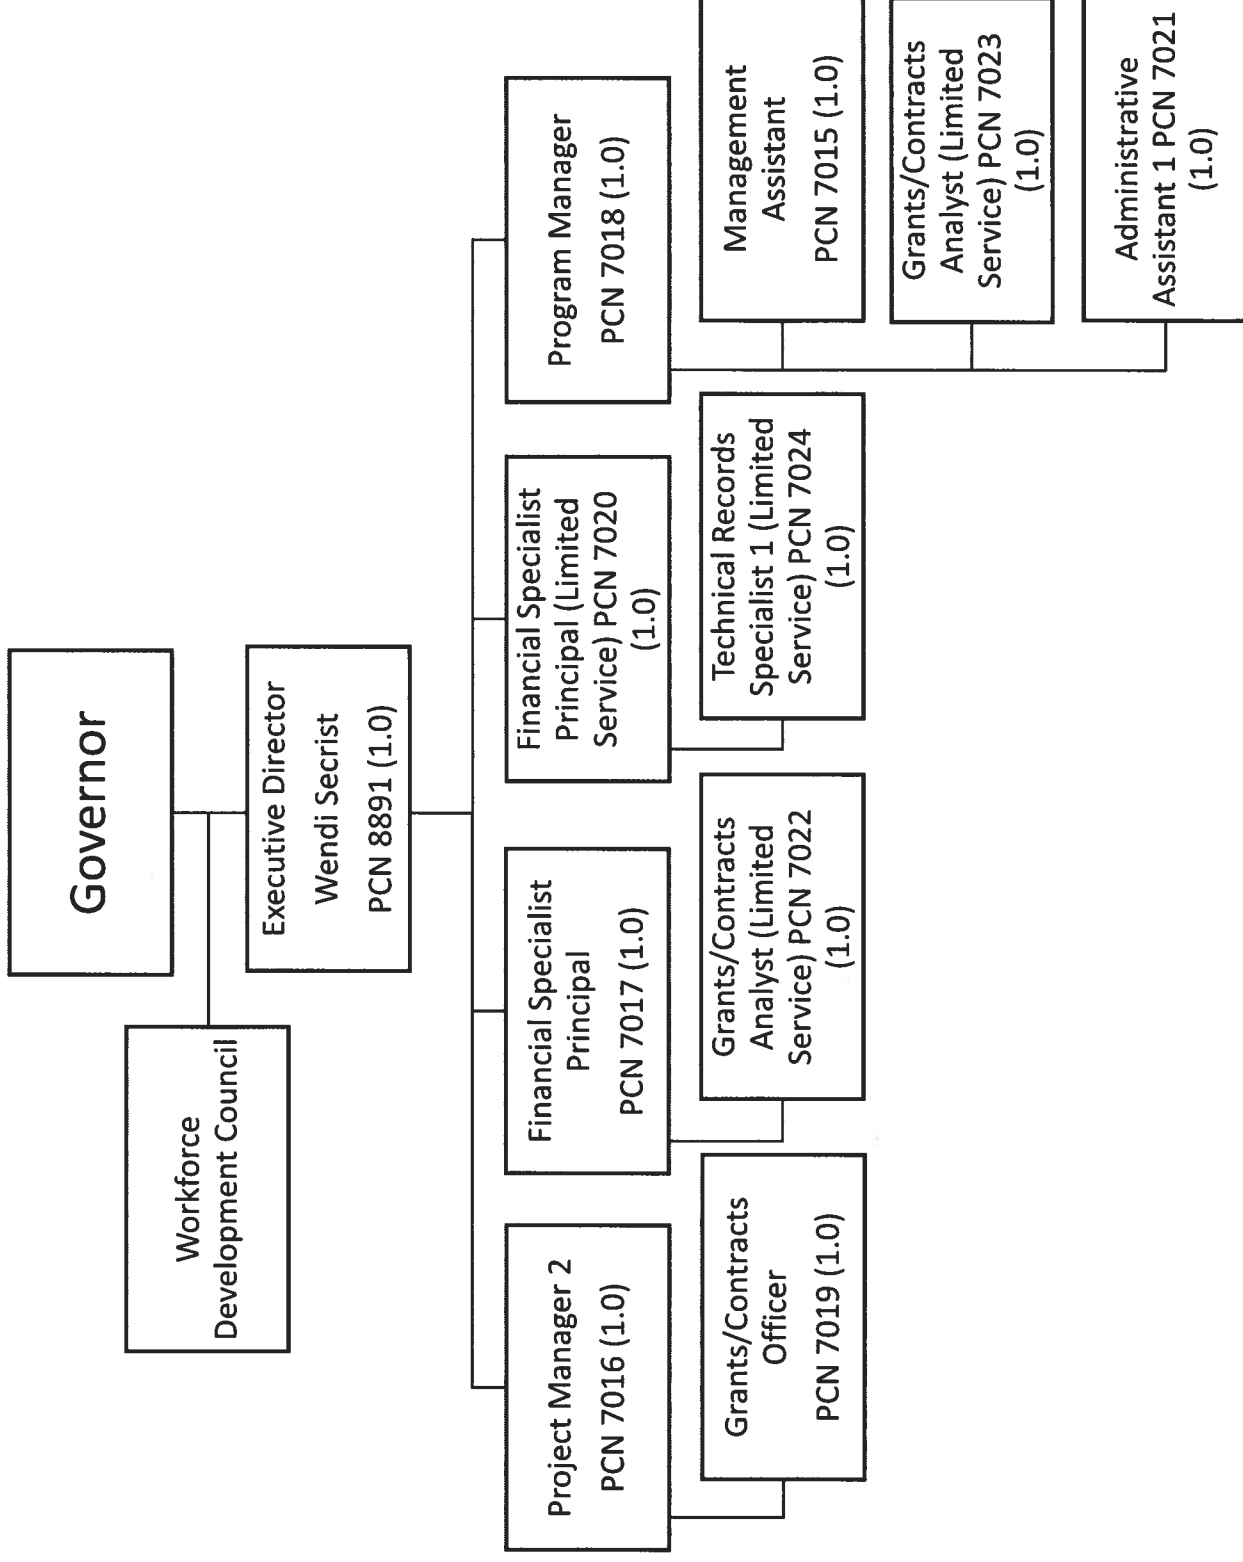 Governor
Workforce
Development Council
Executive Director
Wendi Secrist
PCN 8891 (1.0)
Project Manager 2
PCN 7016 (1.0)
Financial Specialist
Principal
PCN 7017 (1.0)
Financial Specialist
Principal (Limited
Service) PCN 7020
(1.0)
Program Manager
PCN 7018 (1.0)
Grants/Contracts
Officer
PCN 7019 (1.0)
Grants/Contracts
Analyst (Limited
Service) PCN 7022
(1.0)
Technical Records
Specialist 1 (Limited
Service) PCN 7024
(1.0)
Management
Assistant
PCN 7015 (1.0)
Grants/Contracts
Analyst (Limited
Service) PCN 7023
(1.0)
Administrative
Assistant 1 PCN 7021
(1.0)